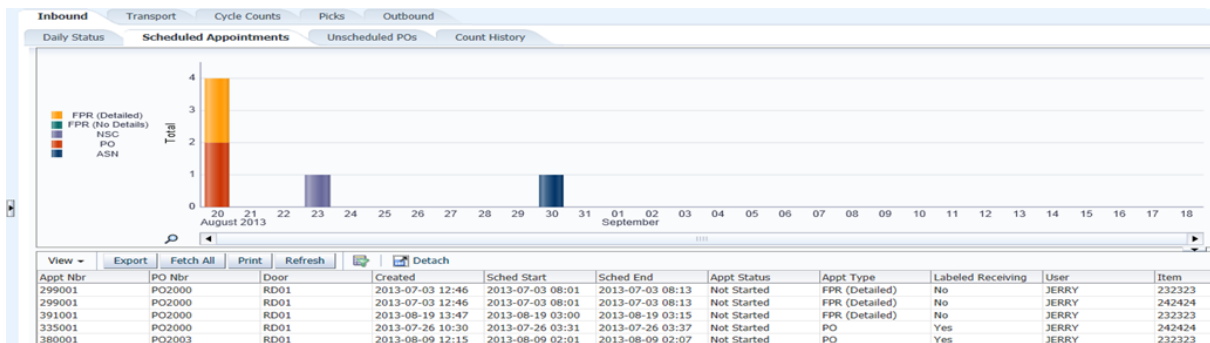 Inbound Transport Cycle Counts Picks Outbound
Daily Status Scheduled Appointments Unscheduled POs Count History
FPR (Detailed)
FPR (No Details)
NSC
PO
ASN
Total
4
3
2
1
0
20 21 22 23 24 25 26 27 28 29 30 31 01 02 03 04 05 06 07 08 09 10 11 12 13 14 15 16 17 18
August 2013 September
View Export Fetch All Print Refresh Detach
Appt Nbr PO Nbr Door Created Sched Start Sched End Appt Status Appt Type Labeled Receiving User Item
299001 PO2000 RD01 2013-07-03 12:46 2013-07-03 08:01 2013-07-03 08:13 Not Started FPR (Detailed) No JERRY 232323
299001 PO2000 RD01 2013-07-03 12:46 2013-07-03 08:01 2013-07-03 08:13 Not Started FPR (Detailed) No JERRY 242424
391001 PO2000 RD01 2013-08-19 13:47 2013-08-19 03:00 2013-08-19 03:15 Not Started FPR (Detailed) No JERRY 232323
335001 PO2000 RD01 2013-07-26 10:30 2013-07-26 03:31 2013-07-26 03:37 Not Started PO Yes JERRY 242424
380001 PO2003 RD01 2013-08-09 12:15 2013-08-09 02:01 2013-08-09 02:07 Not Started PO Yes JERRY 232323